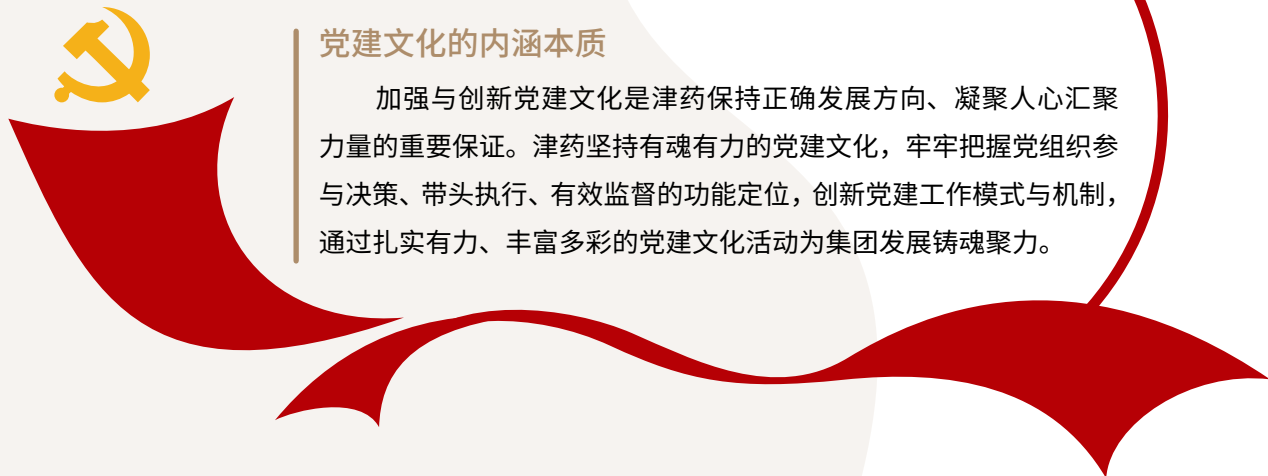 党建文化的内涵本质
加强与创新党建文化是津药保持正确发展方向、凝聚人心汇聚
力量的重要保证。津药坚持有魂有力的党建文化，牢牢把握党组织参
与决策、带头执行、有效监督的功能定位，创新党建工作模式与机制，
通过扎实有力、丰富多彩的党建文化活动为集团发展铸魂聚力。